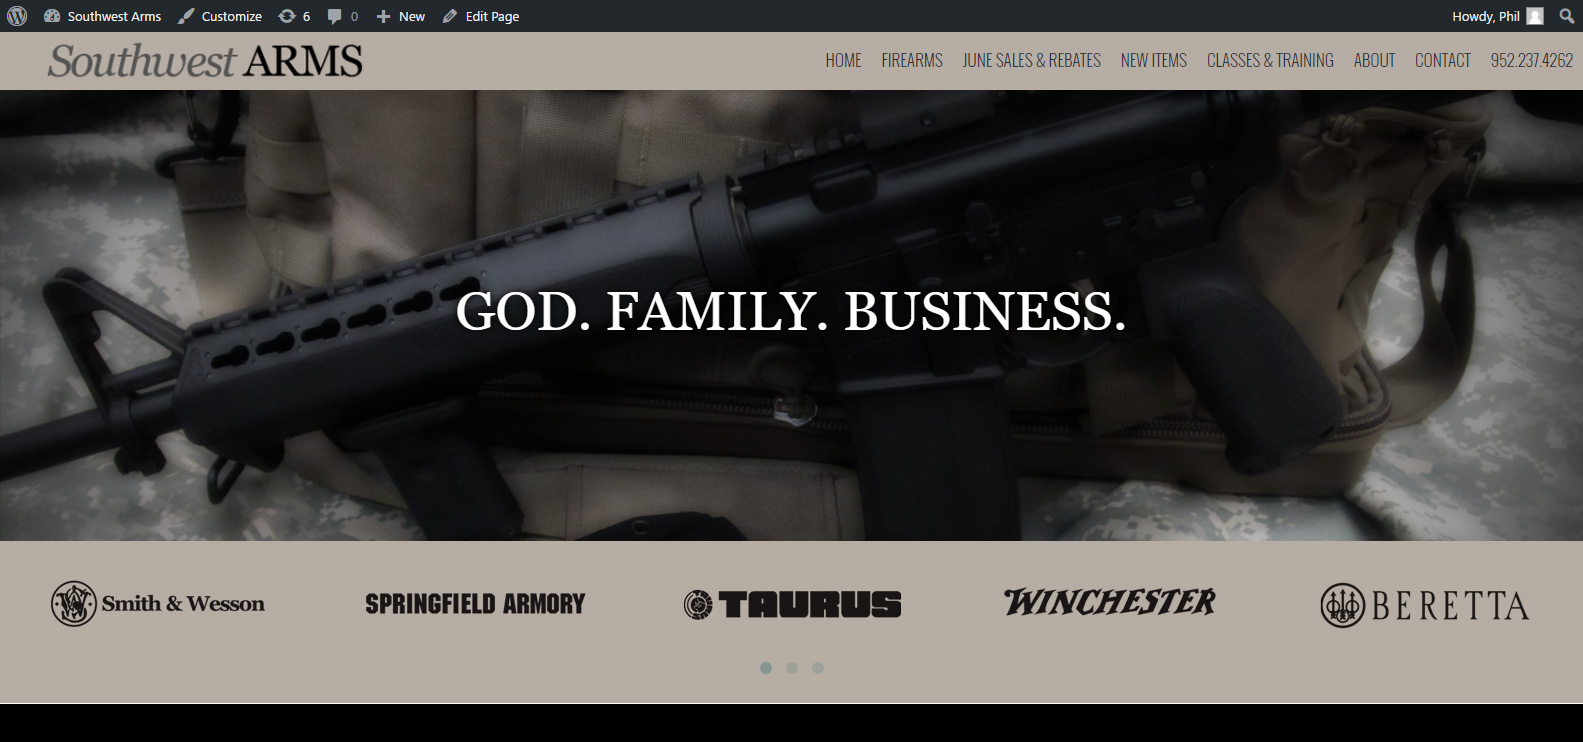 Southwest Arms Customize 6 0 New Edit Page Howdy, Phil
Southwest ARMS HOME FIREARMS JUNE SALES & REBATES NEW ITEMS CLASSES & TRAINING ABOUT CONTACT 952.237.4262
GOD. FAMILY. BUSINESS.
Smith & Wesson SPRINGFIELD ARMORY TAURUS WINCHESTER BERETTA